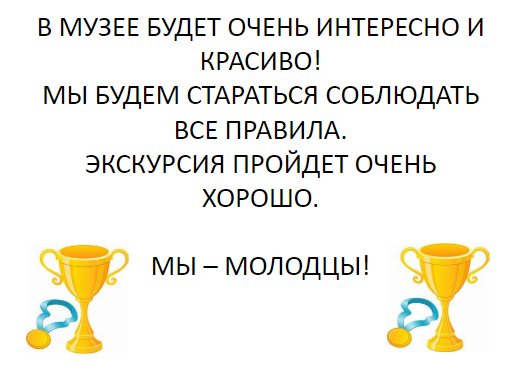 В МУЗЕЕ БУДЕТ ОЧЕНЬ ИНТЕРЕСНО И
КРАСИВО!
МЫ БУДЕМ СТАРАТЬСЯ СОБЛЮДАТЬ
ВСЕ ПРАВИЛА.
ЭКСКУРСИЯ ПРОЙДЕТ ОЧЕНЬ
ХОРОШО.
МЫ – МОЛОДЦЫ!